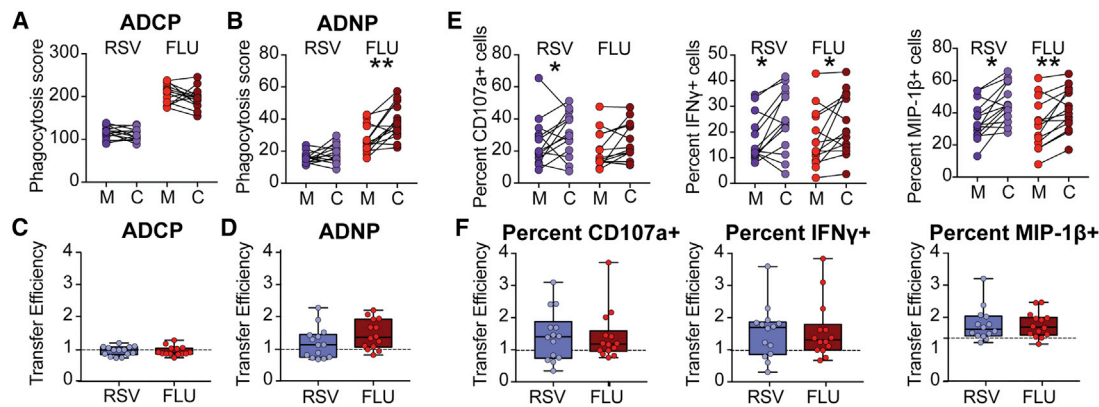 A
ADCP
RSV FLU
Phagocytosis score
300
200
100
0
M C M C
B
ADNP
RSV FLU
**
Phagocytosis score
80
60
40
20
0
M C M C
E
RSV FLU
*
Percent CD107a+ cells
80
60
40
20
0
M C M C
RSV FLU
* *
Percent IFNγ+ cells
50
40
30
20
10
0
M C M C
RSV FLU
* **
Percent MIP-1β+ cells
80
60
40
20
0
M C M C
C
ADCP
Transfer Efficiency
4
3
2
1
0
RSV FLU
D
ADNP
Transfer Efficiency
4
3
2
1
0
RSV FLU
F
Percent CD107a+
Transfer Efficiency
4
3
2
1
0
RSV FLU
Percent IFNγ+
Transfer Efficiency
4
3
2
1
0
RSV FLU
Percent MIP-1β+
Transfer Efficiency
4
3
2
1
0
RSV FLU